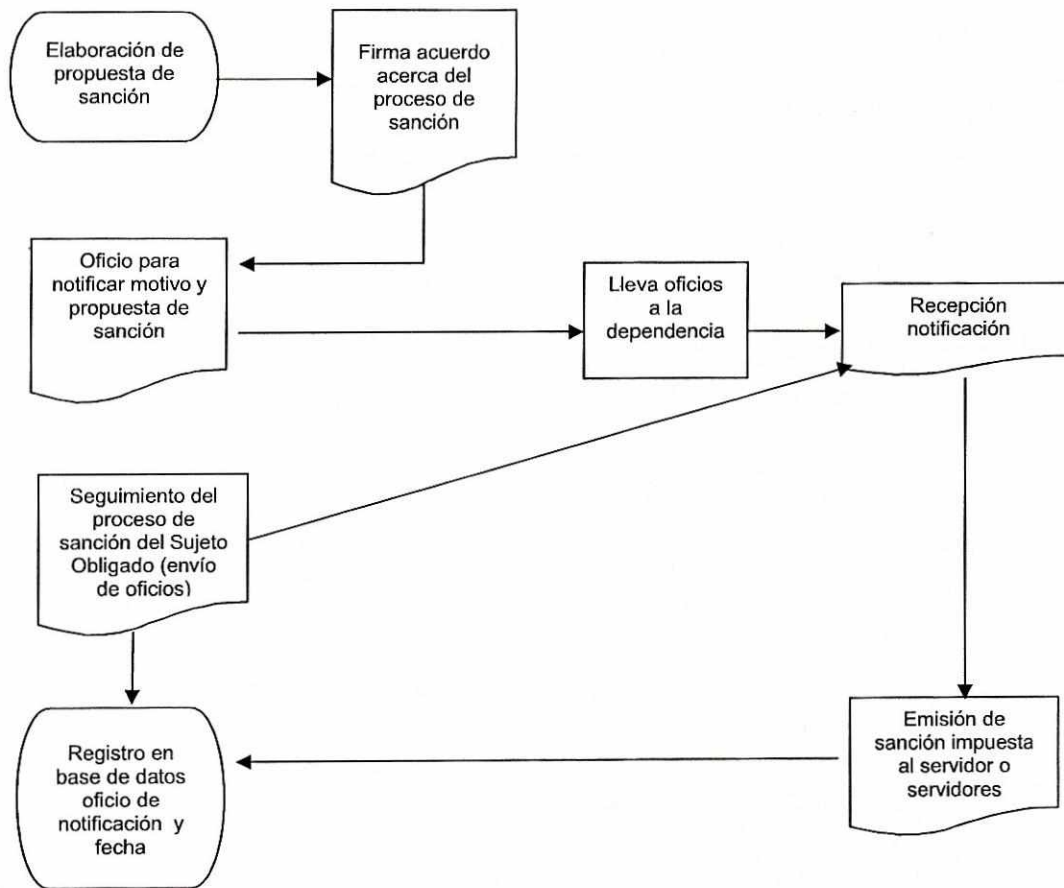 Elaboración de
propuesta de
sanción
Firma acuerdo
acerca del
proceso de
sanción
Oficio para
notificar motivo y
propuesta de
sanción
Lleva oficios
a la
dependencia
Recepción
notificación
Seguimiento del
proceso de
sanción del Sujeto
Obligado (envío
de oficios)
Emisión de
sanción impuesta
al servidor o
servidores
Registro en
base de datos
oficio de
notificación y
fecha